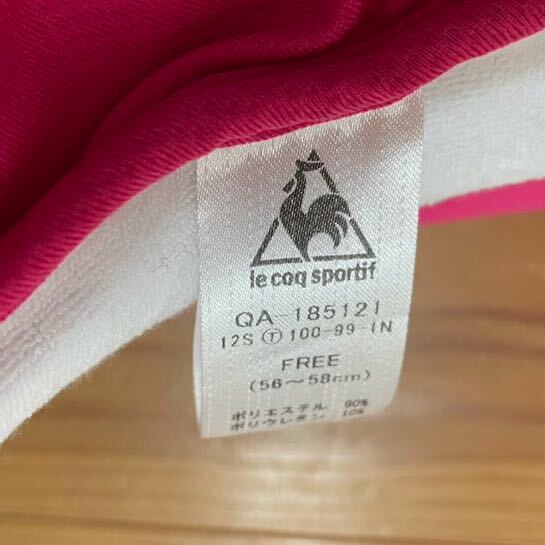 le coq sportif
QA-185121
12S Ⓣ 100-99-IN
FREE
(56～58cm)
ポリエステル 90%
ポリウレタン 10%